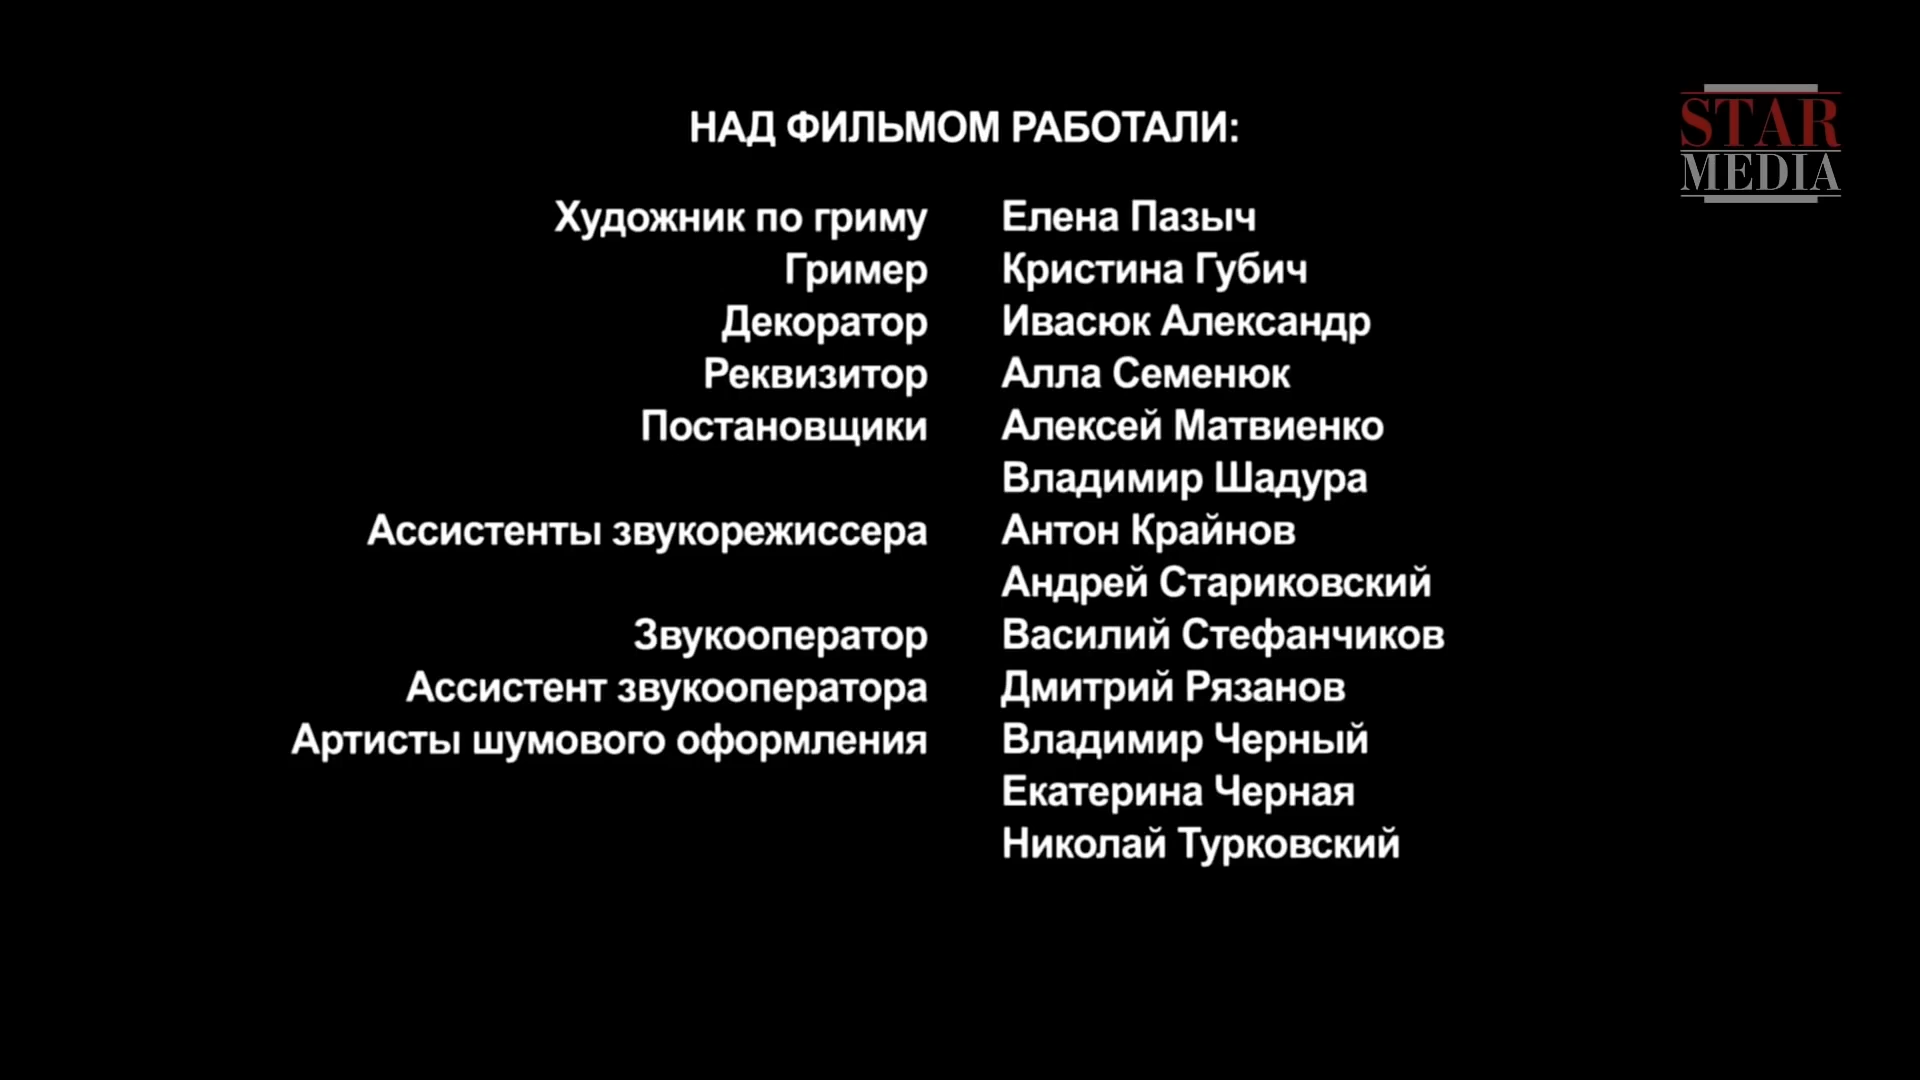 НАД ФИЛЬМОМ РАБОТАЛИ:
STAR
MEDIA
Художник по гриму Елена Пазыч
Гример Кристина Губич
Декоратор Ивасюк Александр
Реквизитор Алла Семенюк
Постановщики Алексей Матвиенко
Владимир Шадура
Ассистенты звукорежиссера Антон Крайнов
Андрей Стариковский
Звукооператор Василий Стефанчиков
Ассистент звукооператора Дмитрий Рязанов
Артисты шумового оформления Владимир Черный
Екатерина Черная
Николай Турковский